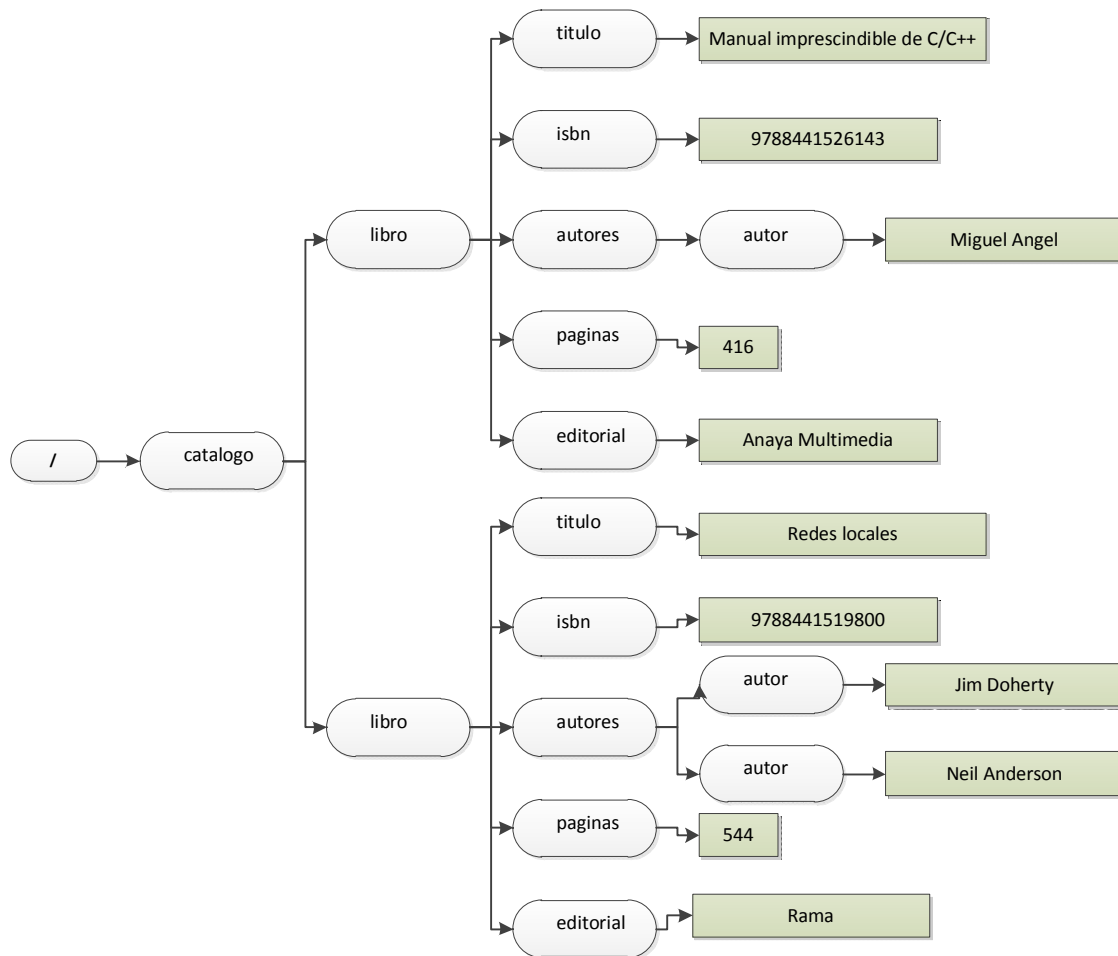 /
catalogo
libro
titulo
Manual imprescindible de C/C++
isbn
9788441526143
autores
autor
Miguel Angel
paginas
416
editorial
Anaya Multimedia
libro
titulo
Redes locales
isbn
9788441519800
autores
autor
Jim Doherty
autor
Neil Anderson
paginas
544
editorial
Rama